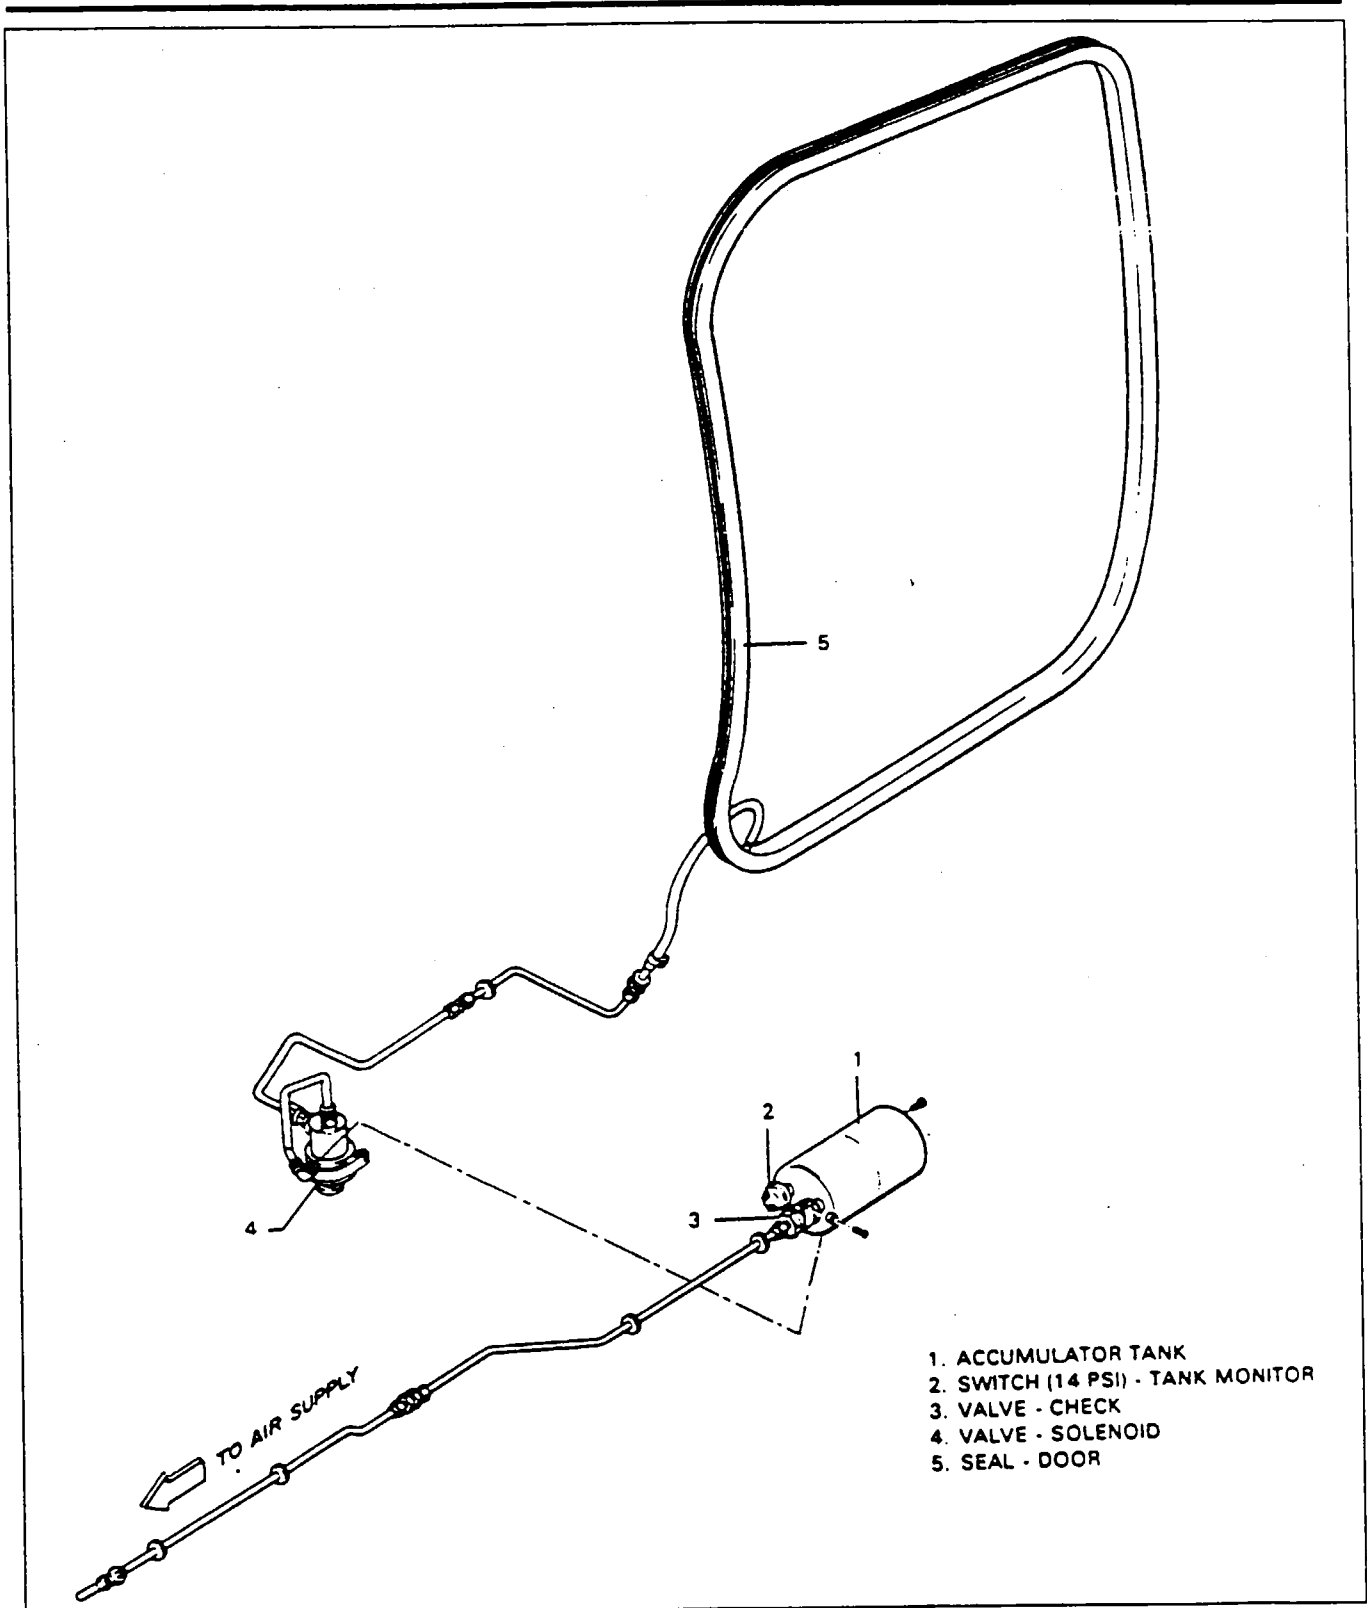 5
1
2
3
4
TO AIR SUPPLY
1. ACCUMULATOR TANK
2. SWITCH (14 PSI) - TANK MONITOR
3. VALVE - CHECK
4. VALVE - SOLENOID
5. SEAL - DOOR